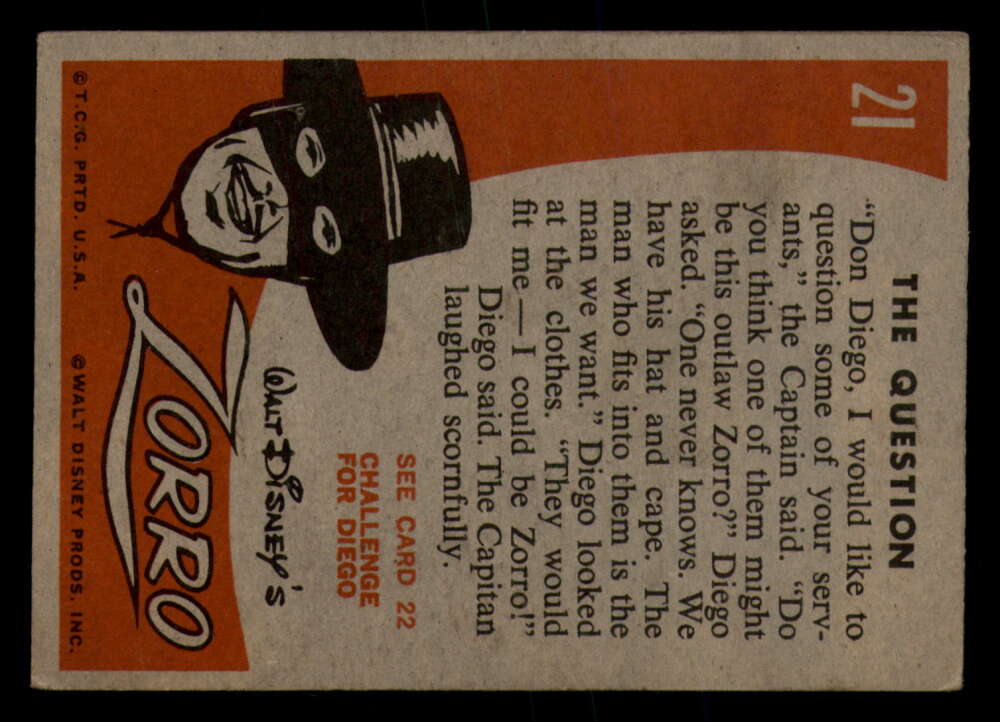 21
THE QUESTION
“Don Diego, I would like to
question some of your serv-
ants,” the Captain said. “Do
you think one of them might
be this outlaw Zorro?” Diego
asked. “One never knows. We
have his hat and cape. The
man who fits into them is the
man we want.” Diego looked
at the clothes. “They would
fit me — I could be Zorro!”
Diego said. The Capitan
laughed scornfully.
SEE CARD 22
CHALLENGE
FOR DIEGO
WALT DISNEY'S
ZORRO
©T.C.G. PRTD. U.S.A. ©WALT DISNEY PRODS. INC.